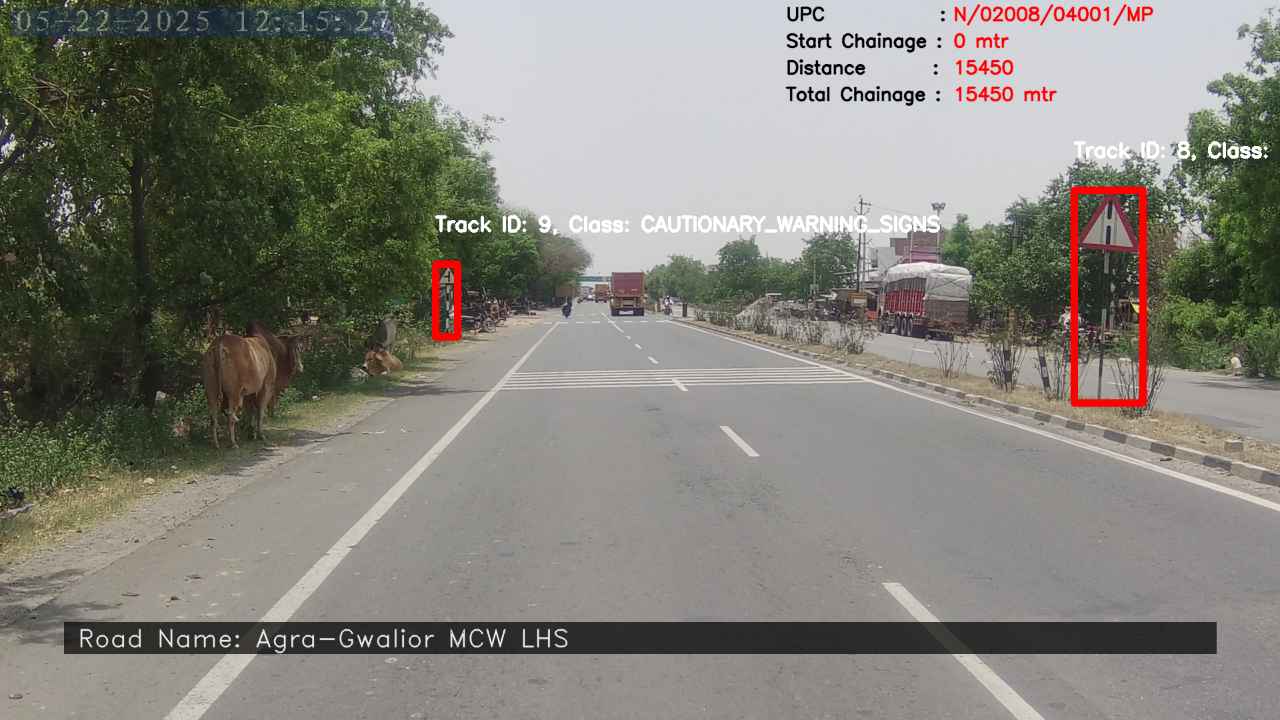 05-22-2025 12:15:27
UPC : N/02008/04001/MP
Start Chainage : 0 mtr
Distance : 15450
Total Chainage : 15450 mtr
Track ID: 8, Class:
Track ID: 9, Class: CAUTIONARY_WARNING_SIGNS
Road Name: Agra-Gwalior MCW LHS